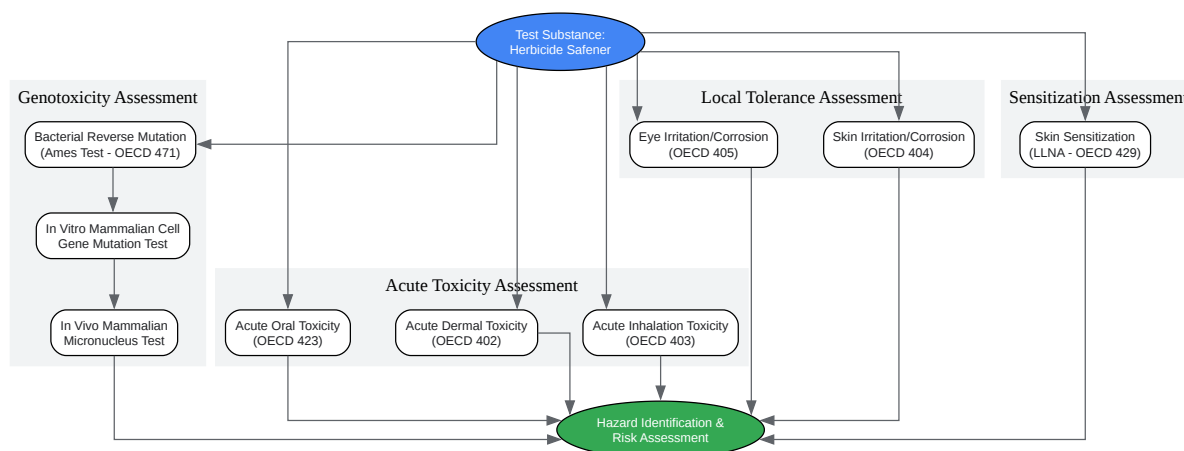 Test Substance:
Herbicide Safener
Genotoxicity Assessment
Local Tolerance Assessment
Sensitization Assessment
Bacterial Reverse Mutation
(Ames Test - OECD 471)
Eye Irritation/Corrosion
(OECD 405)
Skin Irritation/Corrosion
(OECD 404)
Skin Sensitization
(LLNA - OECD 429)
In Vitro Mammalian Cell
Gene Mutation Test
Acute Toxicity Assessment
In Vivo Mammalian
Micronucleus Test
Acute Oral Toxicity
(OECD 423)
Acute Dermal Toxicity
(OECD 402)
Acute Inhalation Toxicity
(OECD 403)
Hazard Identification &
Risk Assessment